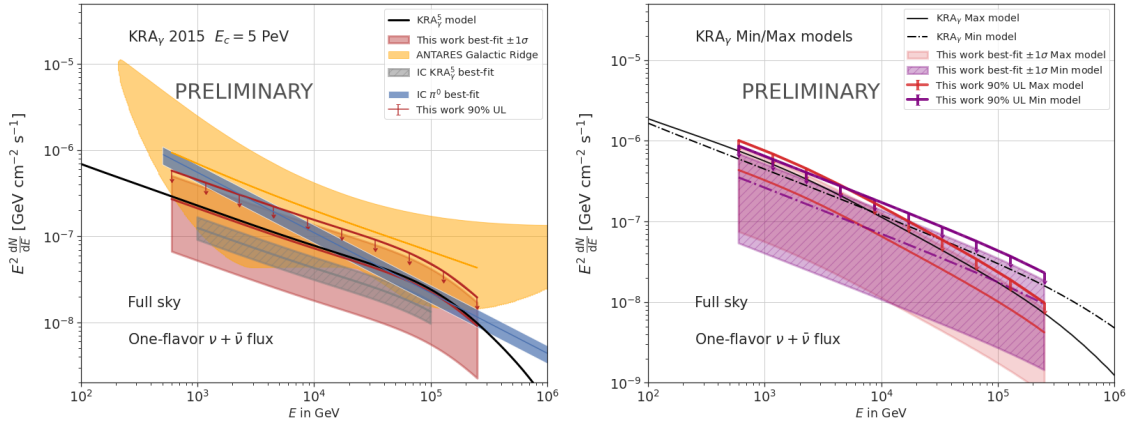 KRAγ 2015 E_c = 5 PeV
PRELIMINARY
KRA⁵γ model
This work best-fit ±1σ
ANTARES Galactic Ridge
IC KRA⁵γ best-fit
IC π⁰ best-fit
This work 90% UL
Full sky
One-flavor ν + ν̄ flux
E² dN/dE [GeV cm⁻² s⁻¹]
10⁻⁵
10⁻⁶
10⁻⁷
10⁻⁸
10² 10³ 10⁴ 10⁵ 10⁶
E in GeV
KRAγ Min/Max models
PRELIMINARY
KRAγ Max model
KRAγ Min model
This work best-fit ±1σ Max model
This work best-fit ±1σ Min model
This work 90% UL Max model
This work 90% UL Min model
Full sky
One-flavor ν + ν̄ flux
E² dN/dE [GeV cm⁻² s⁻¹]
10⁻⁵
10⁻⁶
10⁻⁷
10⁻⁸
10⁻⁹
10² 10³ 10⁴ 10⁵ 10⁶
E in GeV